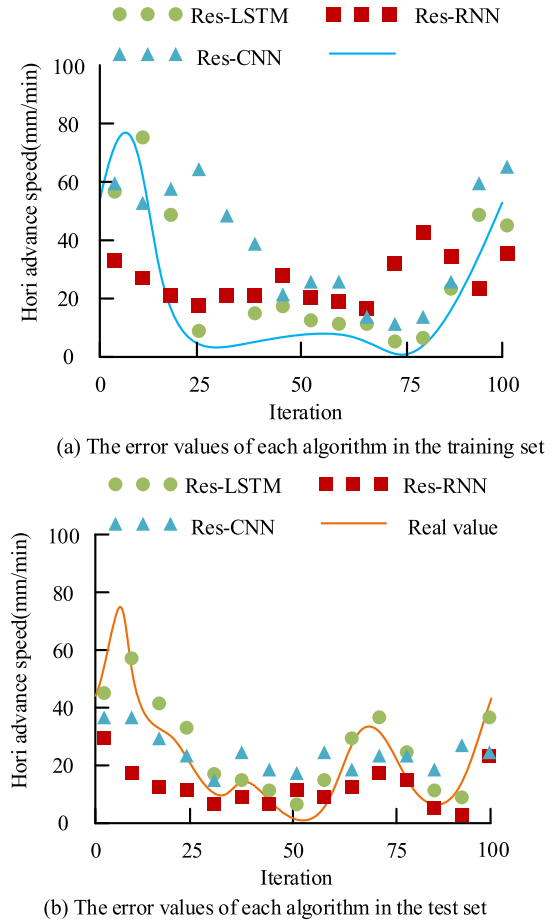 Res-LSTM Res-RNN
Res-CNN
100
80
60
40
20
0
Hori advance speed(mm/min)
0 25 50 75 100
Iteration
(a) The error values of each algorithm in the training set
Res-LSTM Res-RNN
Res-CNN Real value
100
80
60
40
20
0
Hori advance speed(mm/min)
0 25 50 75 100
Iteration
(b) The error values of each algorithm in the test set